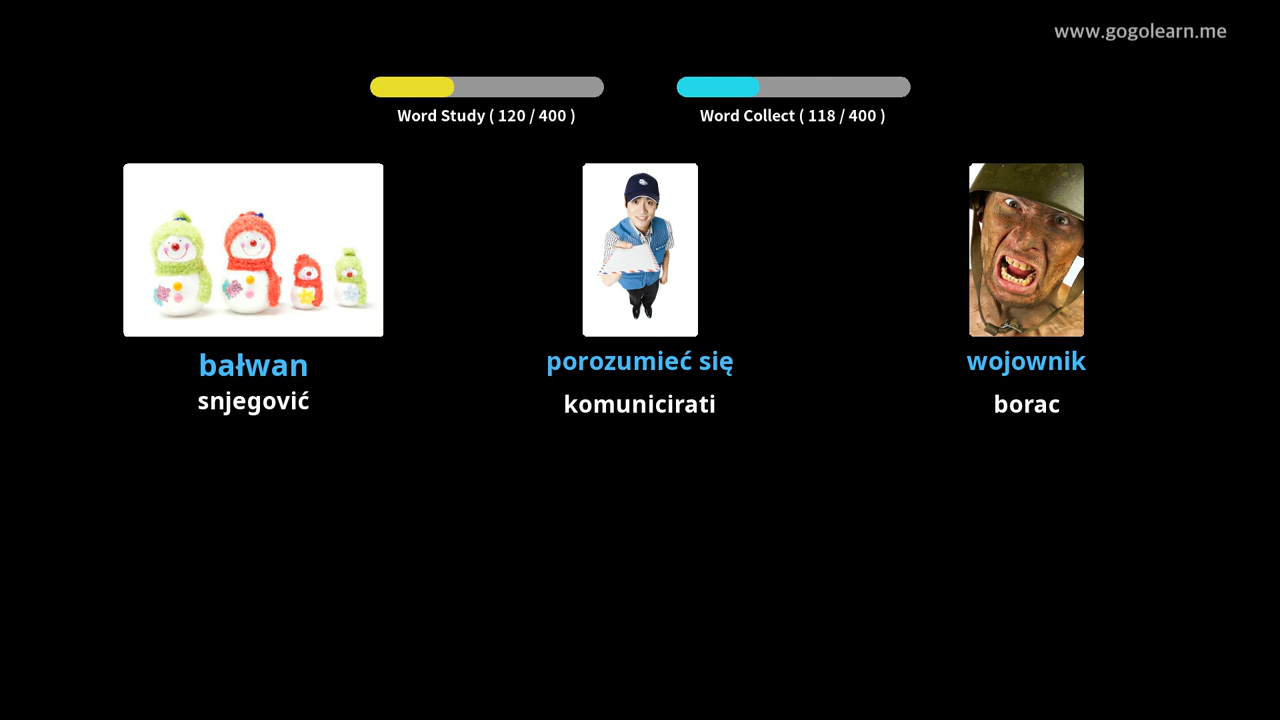 www.gogolearn.me
Word Study ( 120 / 400 )
Word Collect ( 118 / 400 )
bałwan
snjegović
porozumieć się
komunicirati
wojownik
borac